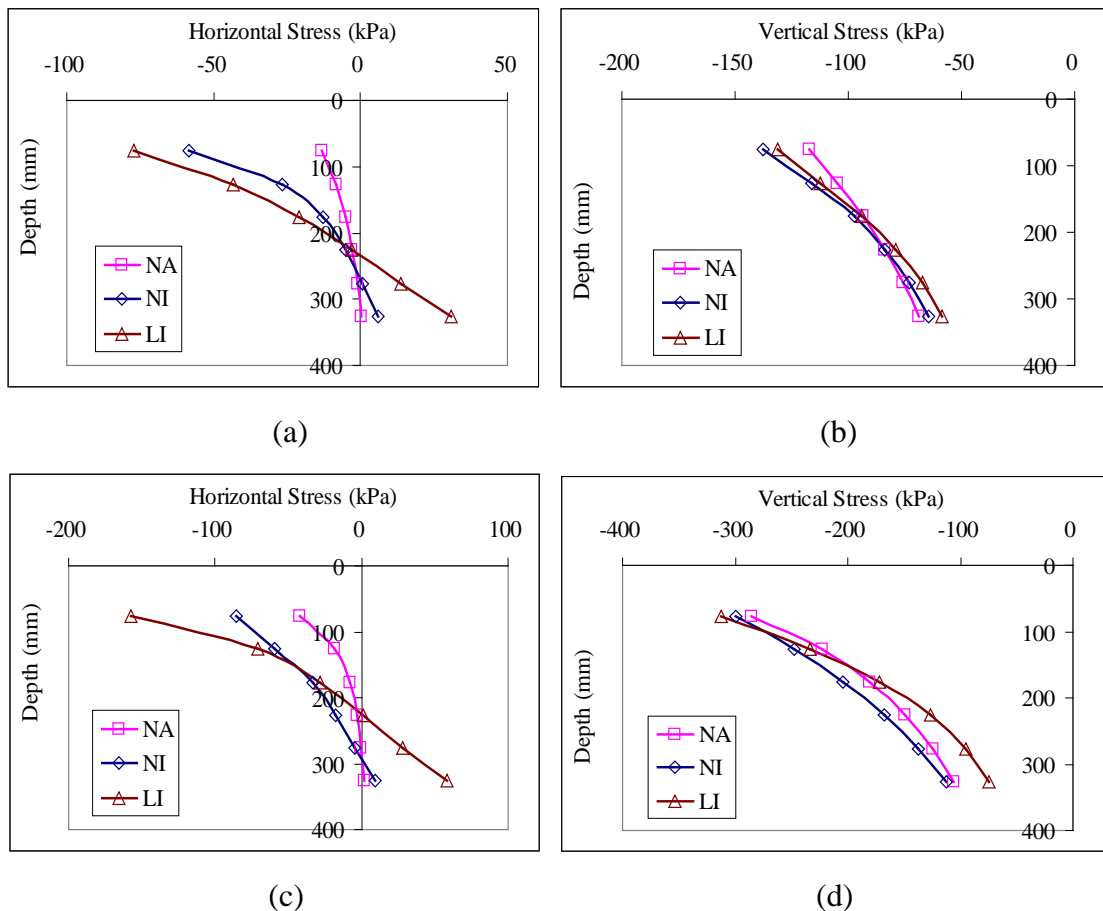 Horizontal Stress (kPa)
-100 -50 0 50
0
100
200
300
400
Depth (mm)
NA
NI
LI
(a)
Vertical Stress (kPa)
-200 -150 -100 -50 0
0
100
200
300
400
Depth (mm)
NA
NI
LI
(b)
Horizontal Stress (kPa)
-200 -100 0 100
0
100
200
300
400
Depth (mm)
NA
NI
LI
(c)
Vertical Stress (kPa)
-400 -300 -200 -100 0
0
100
200
300
400
Depth (mm)
NA
NI
LI
(d)